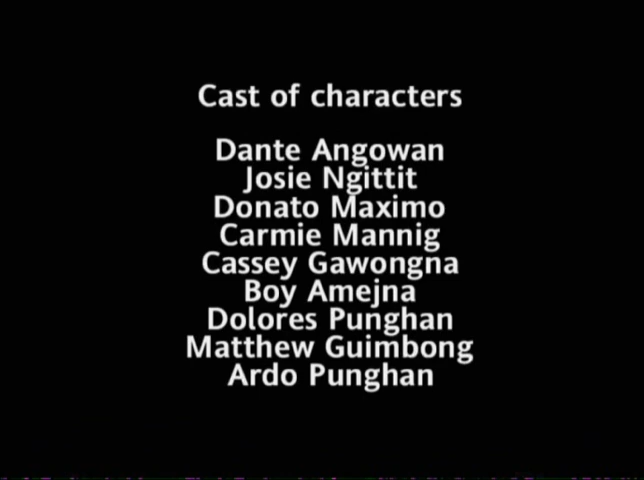 Cast of characters
Dante Angowan
Josie Ngittit
Donato Maximo
Carmie Mannig
Cassey Gawongna
Boy Amejna
Dolores Punghan
Matthew Guimbong
Ardo Punghan